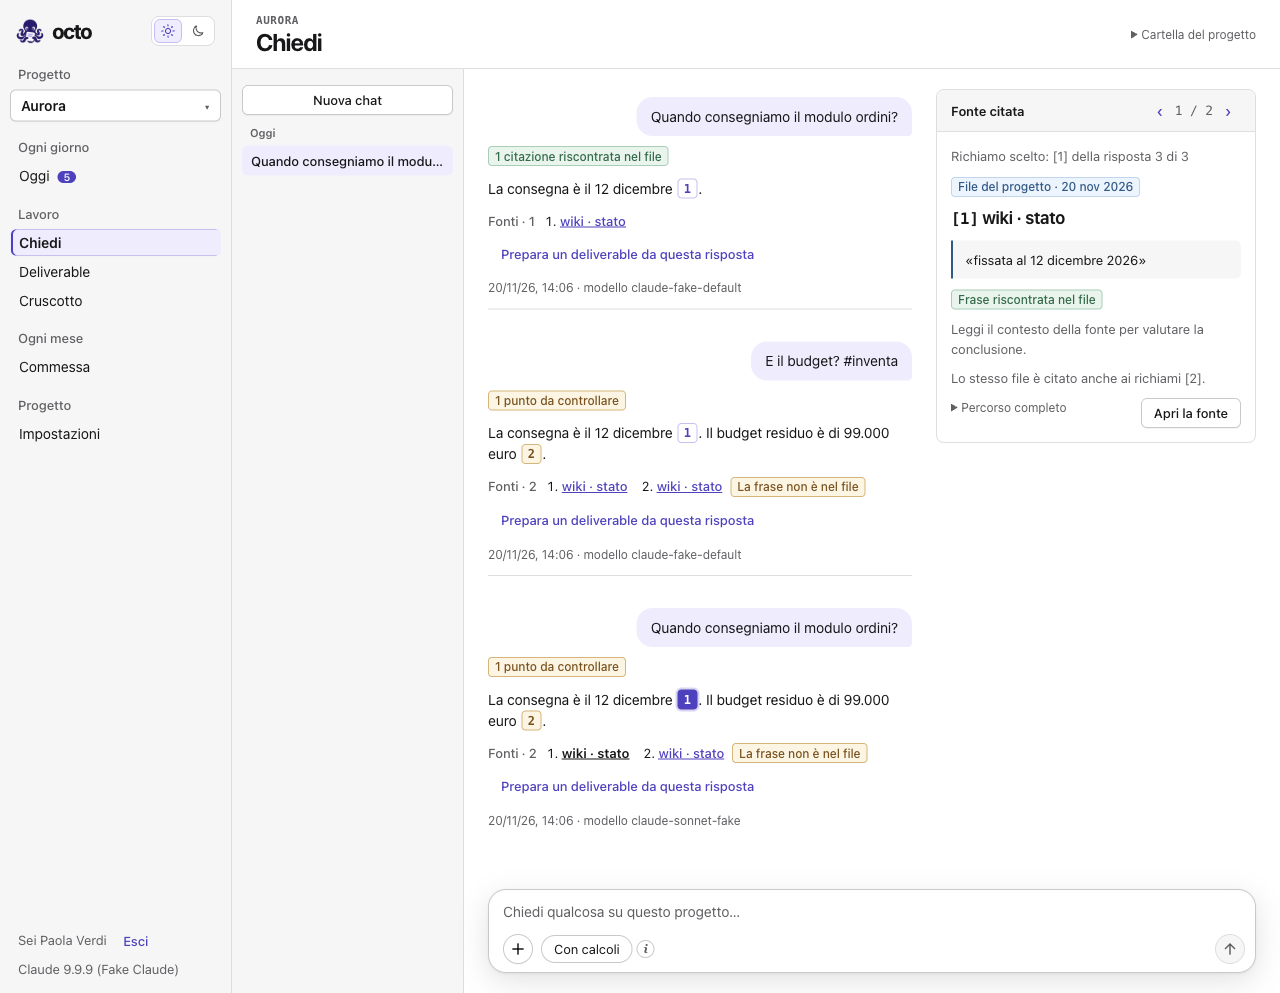 octo
Progetto
Aurora
Ogni giorno
Oggi 5
Lavoro
Chiedi
Deliverable
Cruscotto
Ogni mese
Commessa
Progetto
Impostazioni
Sei Paola Verdi Esci
Claude 9.9.9 (Fake Claude)
AURORA
Chiedi
Cartella del progetto
Nuova chat
Oggi
Quando consegniamo il modu...
Quando consegniamo il modulo ordini?
1 citazione riscontrata nel file
La consegna è il 12 dicembre 1.
Fonti · 1 1. wiki · stato
Prepara un deliverable da questa risposta
20/11/26, 14:06 · modello claude-fake-default
E il budget? #inventa
1 punto da controllare
La consegna è il 12 dicembre 1. Il budget residuo è di 99.000
euro 2.
Fonti · 2 1. wiki · stato 2. wiki · stato La frase non è nel file
Prepara un deliverable da questa risposta
20/11/26, 14:06 · modello claude-fake-default
Quando consegniamo il modulo ordini?
1 punto da controllare
La consegna è il 12 dicembre 1. Il budget residuo è di 99.000
euro 2.
Fonti · 2 1. wiki · stato 2. wiki · stato La frase non è nel file
Prepara un deliverable da questa risposta
20/11/26, 14:06 · modello claude-sonnet-fake
Fonte citata ‹ 1 / 2 ›
Richiamo scelto: [1] della risposta 3 di 3
File del progetto · 20 nov 2026
[1] wiki · stato
«fissata al 12 dicembre 2026»
Frase riscontrata nel file
Leggi il contesto della fonte per valutare la
conclusione.
Lo stesso file è citato anche ai richiami [2].
Percorso completo
Apri la fonte
Chiedi qualcosa su questo progetto...
+ Con calcoli i